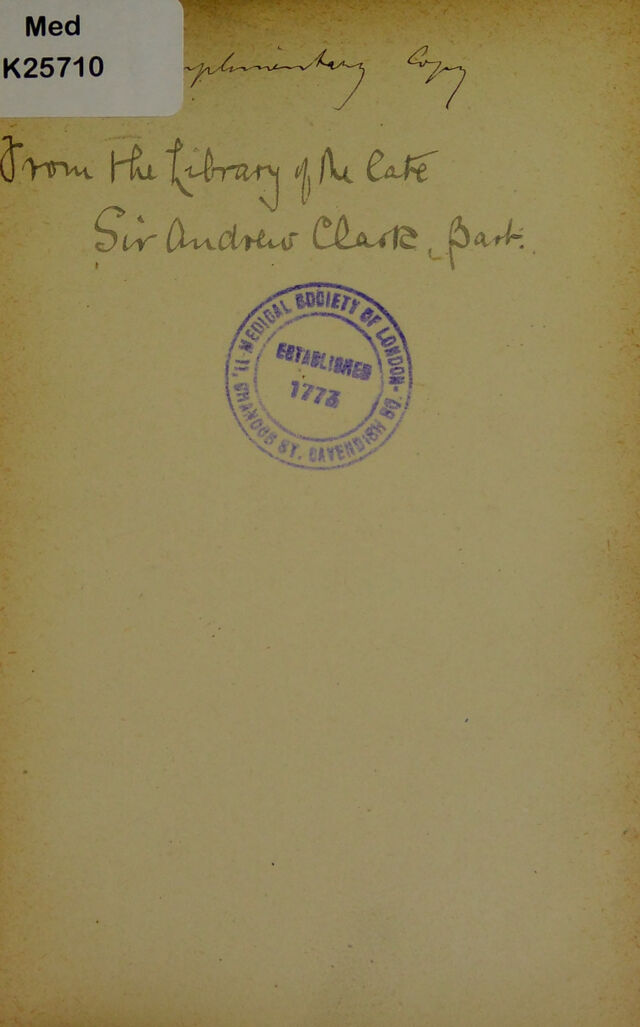 Med
K25710
mplimentary Copy
From the Library of the late
Sir Andrew Clark, Bart.
MEDICAL SOCIETY OF LONDON
11, CHANDOS ST. CAVENDISH SQ.
ESTABLISHED
1773